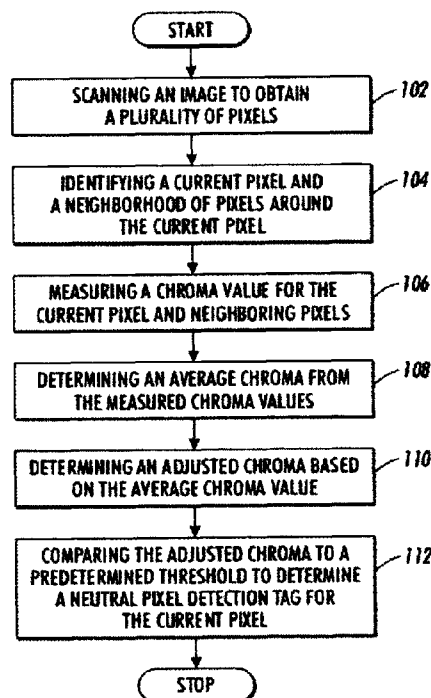 START
SCANNING AN IMAGE TO OBTAIN
A PLURALITY OF PIXELS
102
IDENTIFYING A CURRENT PIXEL AND
A NEIGHBORHOOD OF PIXELS AROUND
THE CURRENT PIXEL
104
MEASURING A CHROMA VALUE FOR THE
CURRENT PIXEL AND NEIGHBORING PIXELS
106
DETERMINING AN AVERAGE CHROMA FROM
THE MEASURED CHROMA VALUES
108
DETERMINING AN ADJUSTED CHROMA BASED
ON THE AVERAGE CHROMA VALUE
110
COMPARING THE ADJUSTED CHROMA TO A
PREDETERMINED THRESHOLD TO DETERMINE
A NEUTRAL PIXEL DETECTION TAG FOR
THE CURRENT PIXEL
112
STOP